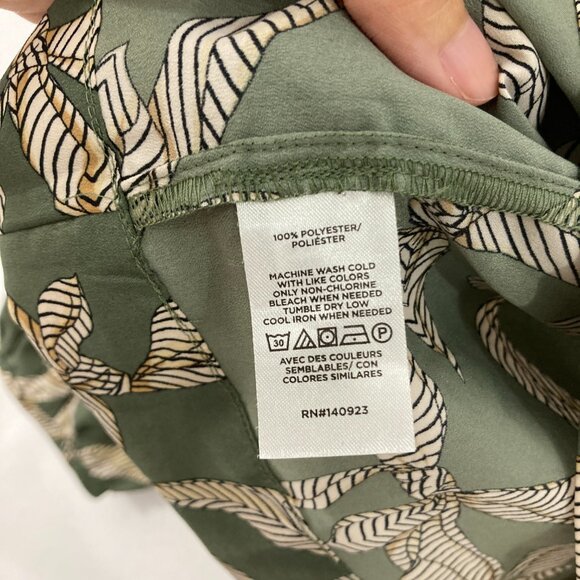 100% POLYESTER/
POLIÉSTER
MACHINE WASH COLD
WITH LIKE COLORS
ONLY NON-CHLORINE
BLEACH WHEN NEEDED
TUMBLE DRY LOW
COOL IRON WHEN NEEDED
30 P
AVEC DES COULEURS
SEMBLABLES/ CON
COLORES SIMILARES
RN#140923